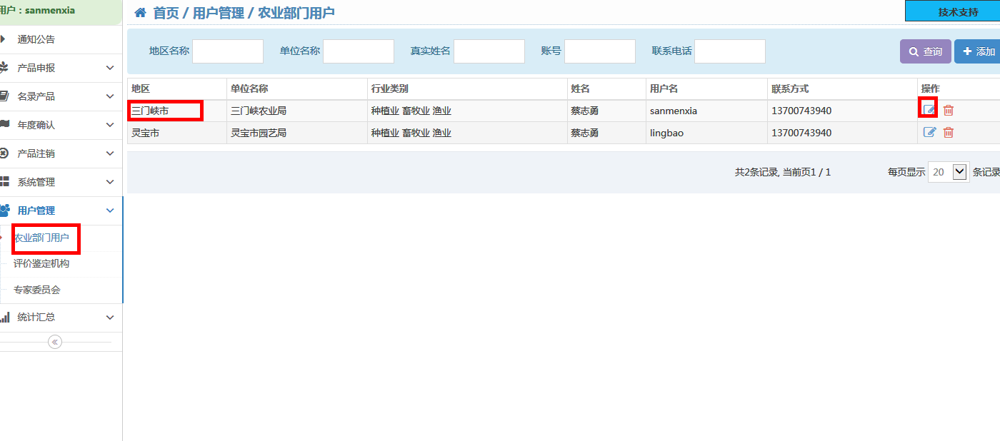 用户：sanmenxia
首页 / 用户管理 / 农业部门用户
技术支持
通知公告
产品申报
名录产品
年度确认
产品注销
系统管理
用户管理
农业部门用户
评价鉴定机构
专家委员会
统计汇总
地区名称 单位名称 真实姓名 账号 联系电话 查询 添加
地区 单位名称 行业类别 姓名 用户名 联系方式 操作
三门峡市 三门峡农业局 种植业 畜牧业 渔业 蔡志勇 sanmenxia 13700743940
灵宝市 灵宝市园艺局 种植业 畜牧业 渔业 蔡志勇 lingbao 13700743940
共2条记录, 当前页1 / 1 每页显示 20 条记录